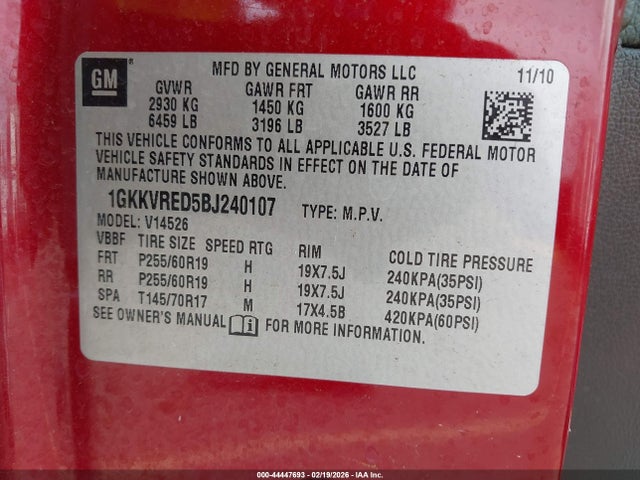 GM
MFD BY GENERAL MOTORS LLC 11/10
GVWR GAWR FRT GAWR RR
2930 KG 1450 KG 1600 KG
6459 LB 3196 LB 3527 LB
THIS VEHICLE CONFORMS TO ALL APPLICABLE U.S. FEDERAL MOTOR
VEHICLE SAFETY STANDARDS IN EFFECT ON THE DATE OF
MANUFACTURE SHOWN ABOVE.
1GKKVRED5BJ240107 TYPE: M.P.V.
MODEL: V14526
VBBF TIRE SIZE SPEED RTG RIM COLD TIRE PRESSURE
FRT P255/60R19 H 19X7.5J 240KPA(35PSI)
RR P255/60R19 H 19X7.5J 240KPA(35PSI)
SPA T145/70R17 M 17X4.5B 420KPA(60PSI)
SEE OWNER'S MANUAL FOR MORE INFORMATION.
000-44447693 - 02/19/2026 - IAAI.COM